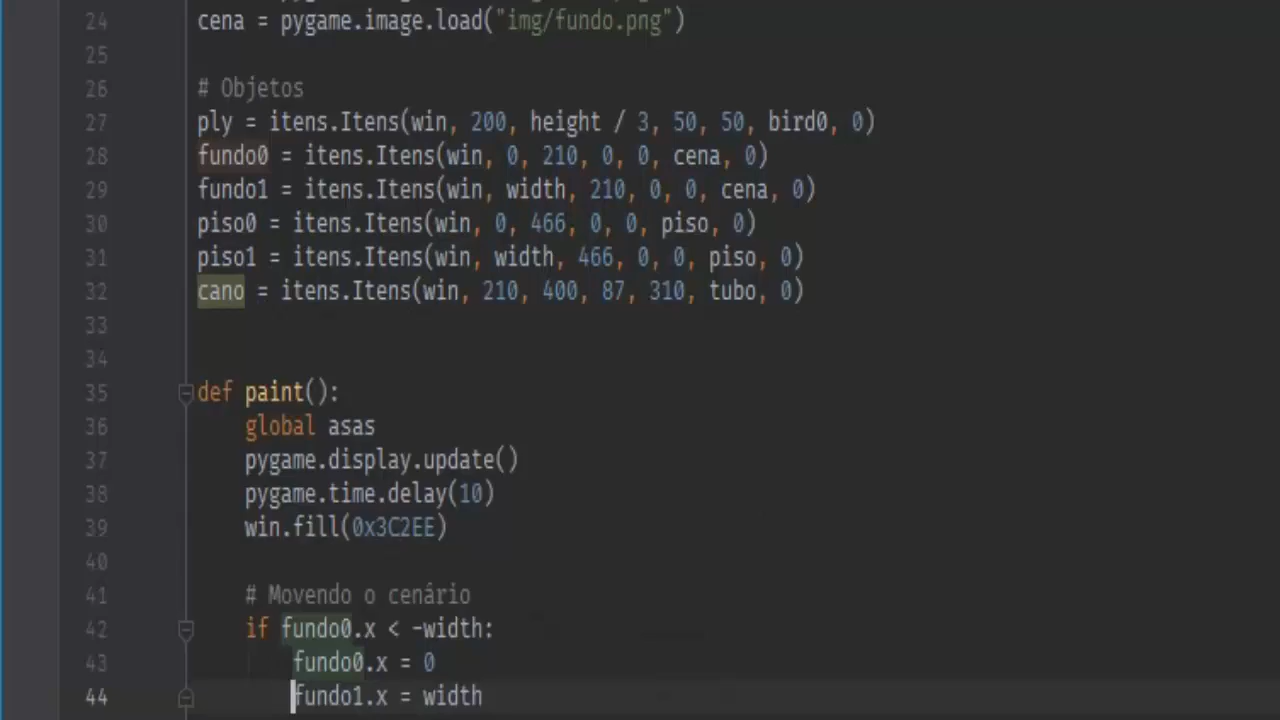 24 cena = pygame.image.load("img/fundo.png")
25
26 # Objetos
27 ply = itens.Itens(win, 200, height / 3, 50, 50, bird0, 0)
28 fundo0 = itens.Itens(win, 0, 210, 0, 0, cena, 0)
29 fundo1 = itens.Itens(win, width, 210, 0, 0, cena, 0)
30 piso0 = itens.Itens(win, 0, 466, 0, 0, piso, 0)
31 piso1 = itens.Itens(win, width, 466, 0, 0, piso, 0)
32 cano = itens.Itens(win, 210, 400, 87, 310, tubo, 0)
33
34
35 def paint():
36 global asas
37 pygame.display.update()
38 pygame.time.delay(10)
39 win.fill(0x3C2EE)
40
41 # Movendo o cenário
42 if fundo0.x < -width:
43 fundo0.x = 0
44 fundo1.x = width